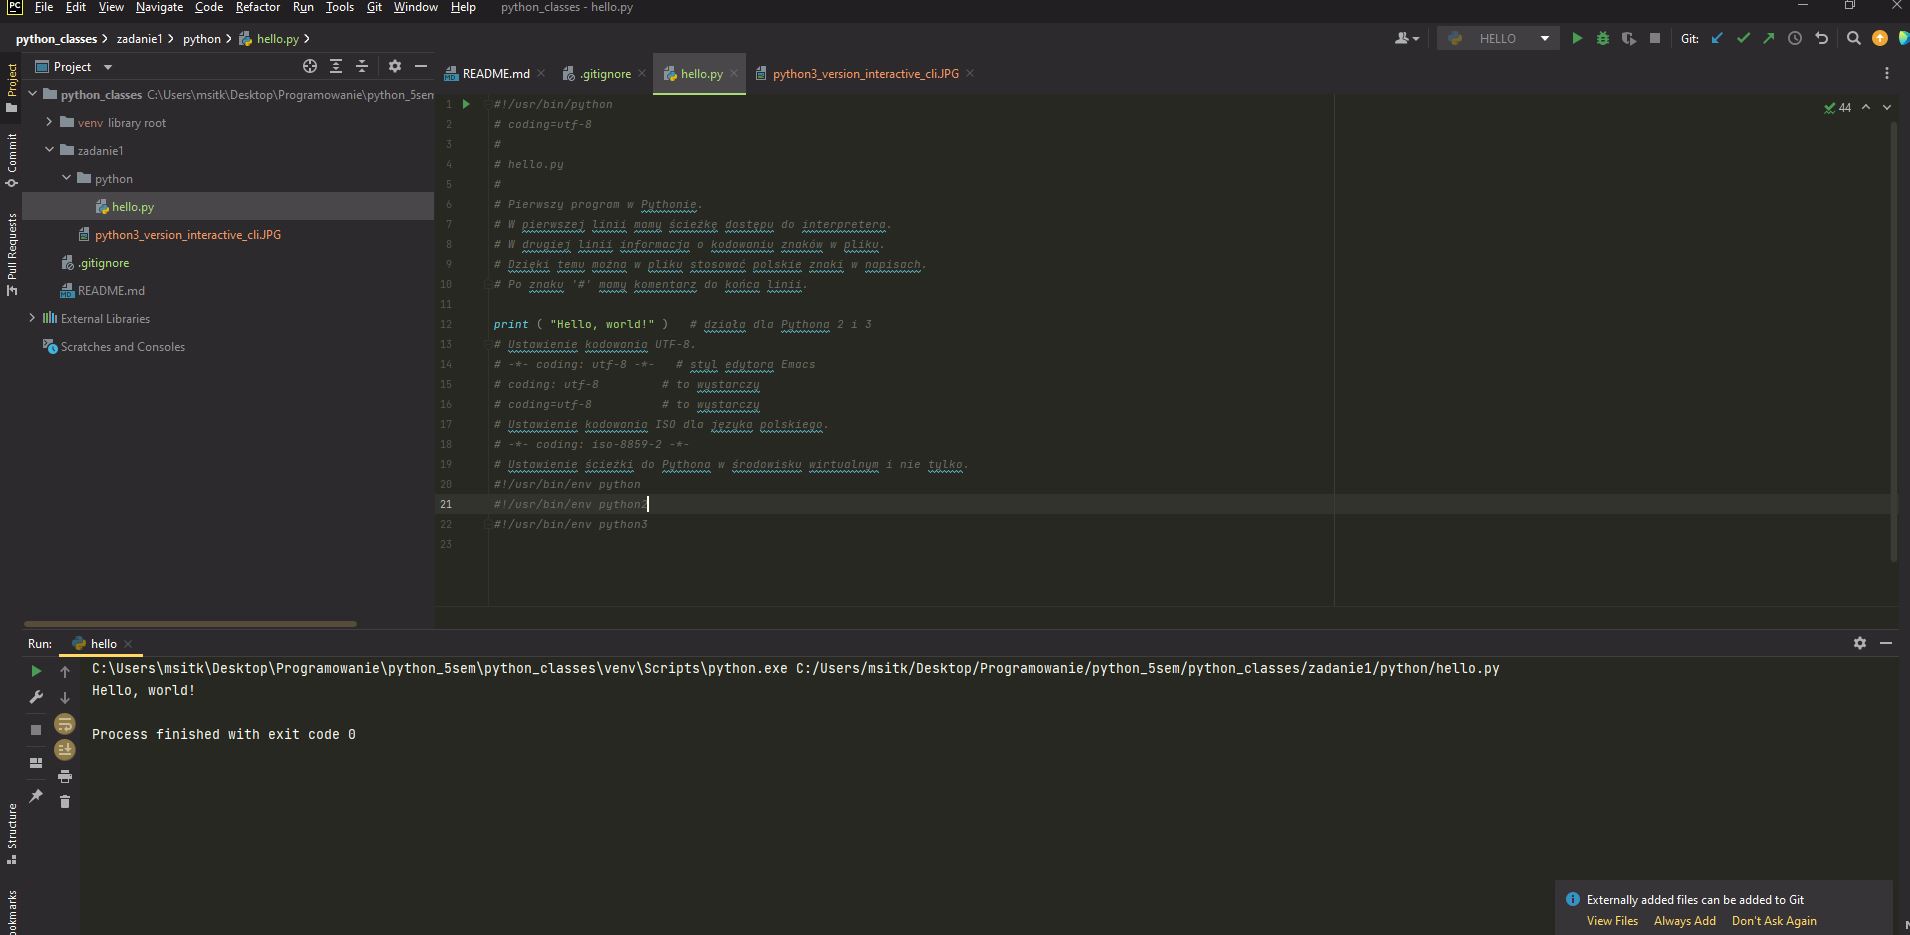 PC File Edit View Navigate Code Refactor Run Tools Git Window Help python_classes - hello.py
python_classes zadanie1 python hello.py HELLO Git:
Project
README.md .gitignore hello.py python3_version_interactive_cli.JPG
Project
Commit
Pull Requests
python_classes C:\Users\msitk\Desktop\Programowanie\python_5sem
venv library root
zadanie1
python
hello.py
python3_version_interactive_cli.JPG
.gitignore
README.md
External Libraries
Scratches and Consoles
44
1 #!/usr/bin/python
2 # coding=utf-8
3 #
4 # hello.py
5 #
6 # Pierwszy program w Pythonie.
7 # W pierwszej linii mamy ścieżkę dostępu do interpretera.
8 # W drugiej linii informacja o kodowaniu znaków w pliku.
9 # Dzięki temu można w pliku stosować polskie znaki w napisach.
10 # Po znaku '#' mamy komentarz do końca linii.
11
12 print ( "Hello, world!" ) # działa dla Pythona 2 i 3
13 # Ustawienie kodowania UTF-8.
14 # -*- coding: utf-8 -*- # styl edytora Emacs
15 # coding: utf-8 # to wystarczy
16 # coding=utf-8 # to wystarczy
17 # Ustawienie kodowania ISO dla języka polskiego.
18 # -*- coding: iso-8859-2 -*-
19 # Ustawienie ścieżki do Pythona w środowisku wirtualnym i nie tylko.
20 #!/usr/bin/env python
21 #!/usr/bin/env python2
22 #!/usr/bin/env python3
23
Run: hello
C:\Users\msitk\Desktop\Programowanie\python_5sem\python_classes\venv\Scripts\python.exe C:/Users/msitk/Desktop/Programowanie/python_5sem/python_classes/zadanie1/python/hello.py
Hello, world!
Process finished with exit code 0
Structure
ookmarks
Externally added files can be added to Git
View Files Always Add Don't Ask Again